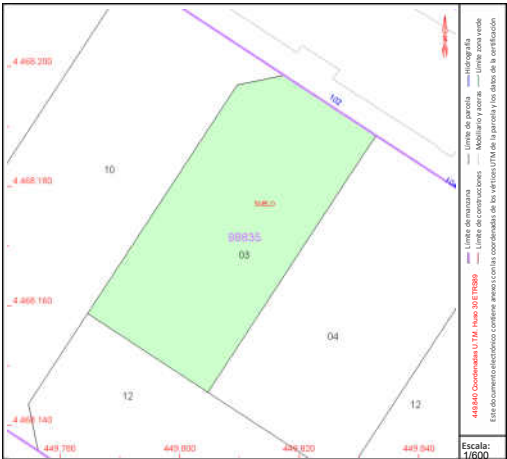 4.468.200
102
10
4.468.180
SUELO
98835
03
4.468.160
04
12
12
4.468.140
449.780
449.800
449.820
449.840
449.840 Coordenadas U.T.M. Huso 30 ETRS89
Límite de manzana
Límite de parcela
Hidrografía
Límite de construcciones
Mobiliario y aceras
Límite zona verde
Este documento electrónico contiene anexos con las coordenadas de los vértices UTM de la parcela y los datos de la certificación
Escala:
1/600